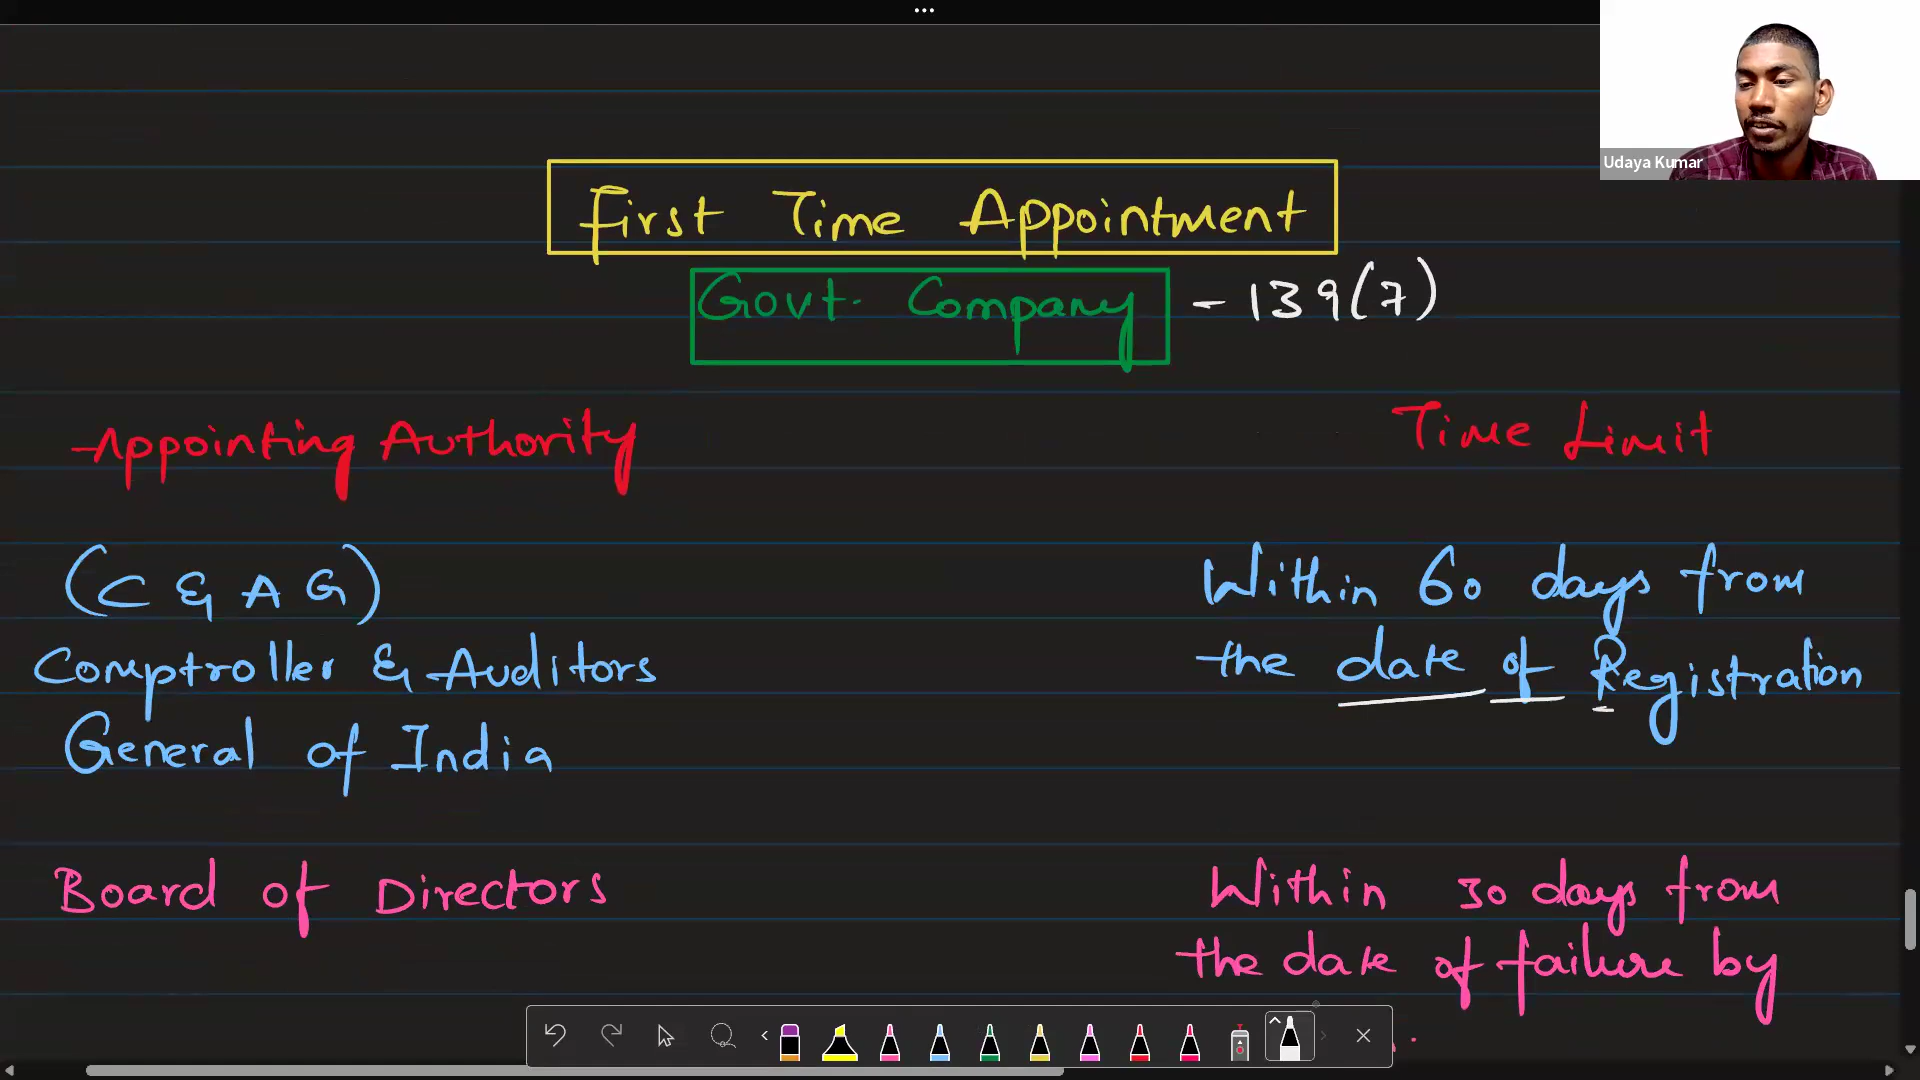 Udaya Kumar
First Time Appointment
Govt. Company - 139(7)
Appointing Authority
Time Limit
(C & A G)
Comptroller & Auditors
General of India
Within 60 days from
the date of Registration
Board of Directors
Within 30 days from
the date of failure by